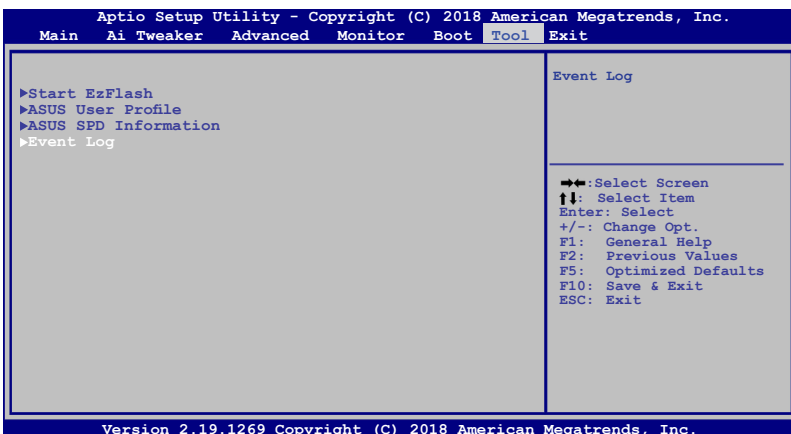 Aptio Setup Utility - Copyright (C) 2018 American Megatrends, Inc.
Main Ai Tweaker Advanced Monitor Boot Tool Exit
▶Start EzFlash
▶ASUS User Profile
▶ASUS SPD Information
▶Event Log
Event Log
→←:Select Screen
↑↓: Select Item
Enter: Select
+/-: Change Opt.
F1: General Help
F2: Previous Values
F5: Optimized Defaults
F10: Save & Exit
ESC: Exit
Version 2.19.1269 Copyright (C) 2018 American Megatrends, Inc.